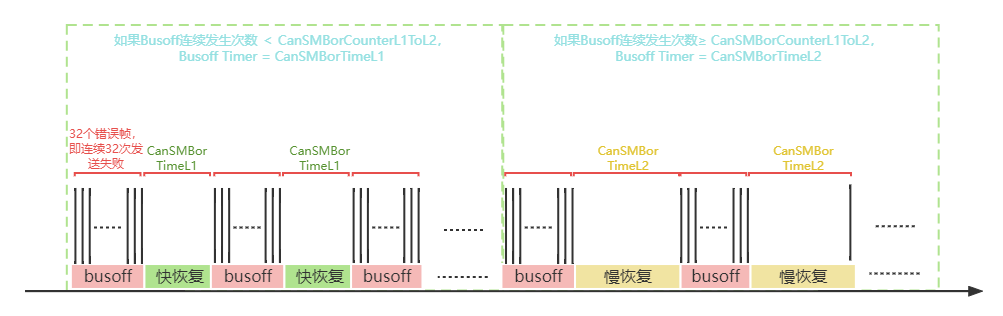 如果Busoff连续发生次数 < CanSMBorCounterL1ToL2，
Busoff Timer = CanSMBorTimeL1
如果Busoff连续发生次数≥ CanSMBorCounterL1ToL2，
Busoff Timer = CanSMBorTimeL2
32个错误帧，
即连续32次发
送失败
CanSMBor
TimeL1
CanSMBor
TimeL1
CanSMBor
TimeL2
CanSMBor
TimeL2
busoff
快恢复
busoff
快恢复
busoff
busoff
慢恢复
busoff
慢恢复